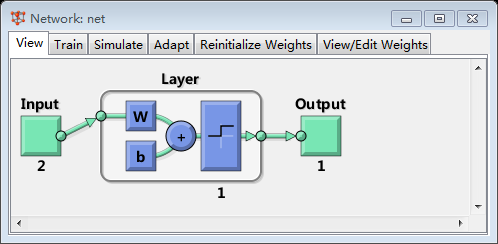 Network: net
View Train Simulate Adapt Reinitialize Weights View/Edit Weights
Layer
Input Output
W
b
+
2 1
1